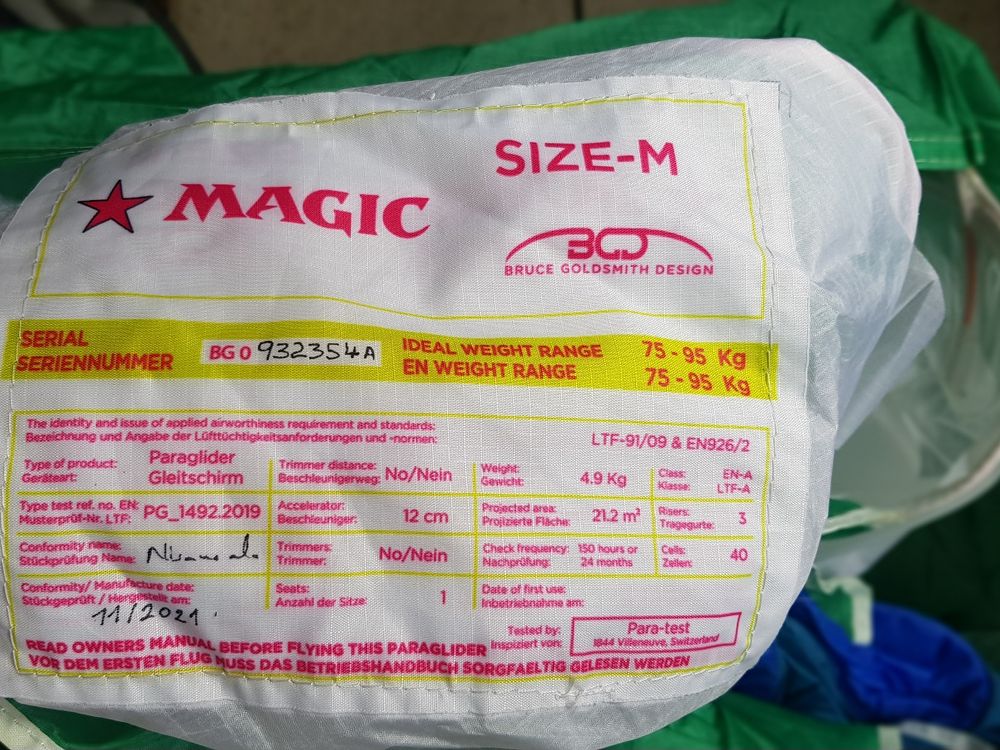 SIZE-M
MAGIC
BGD
BRUCE GOLDSMITH DESIGN
SERIAL
SERIENNUMMER
BG 0 932354A
IDEAL WEIGHT RANGE 75 - 95 Kg
EN WEIGHT RANGE 75 - 95 Kg
The identity and issue of applied airworthiness requirement and standards:
Bezeichnung und Angabe der Lüfttüchtigkeitsanforderungen und -normen:
LTF-91/09 & EN926/2
Type of product: Paraglider
Geräteart: Gleitschirm
Trimmer distance:
Beschleunigerweg: No/Nein
Weight:
Gewicht: 4.9 Kg
Class: EN-A
Klasse: LTF-A
Type test ref. no. EN:
Musterprüf-Nr. LTF: PG_1492.2019
Accelerator:
Beschleuniger: 12 cm
Projected area:
Projizierte Fläche: 21.2 m²
Risers:
Tragegurte: 3
Conformity name:
Stückprüfung Name:
Trimmers:
Trimmer: No/Nein
Check frequency: 150 hours or
Nachprüfung: 24 months
Cells:
Zellen: 40
Conformity/ Manufacture date:
Stückgeprüft / Hergestellt am:
11/2021.
Seats:
Anzahl der Sitze: 1
Date of first use:
Inbetriebnahme am:
Tested by:
Inspiziert von:
Para-test
1844 Villeneuve, Switzerland
READ OWNERS MANUAL BEFORE FLYING THIS PARAGLIDER
VOR DEM ERSTEN FLUG MUSS DAS BETRIEBSHANDBUCH SORGFAELTIG GELESEN WERDEN